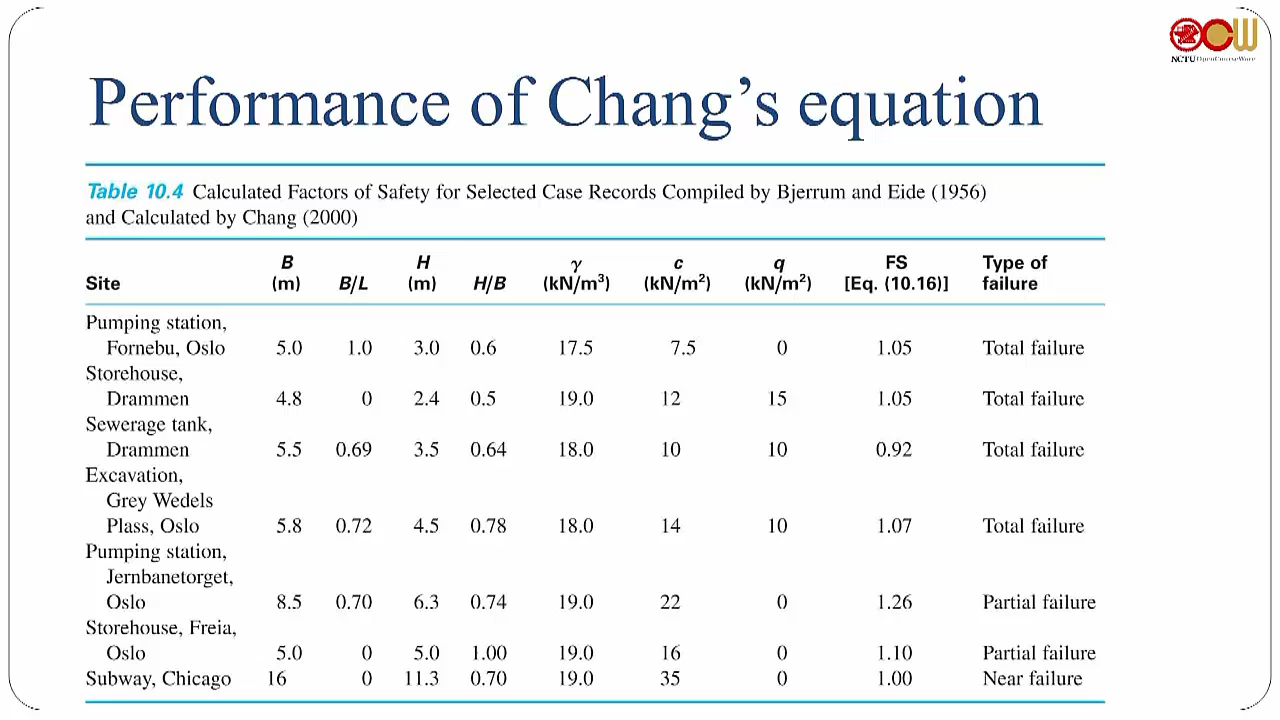 NCTU OpenCourseWare
Performance of Chang’s equation
Table 10.4 Calculated Factors of Safety for Selected Case Records Compiled by Bjerrum and Eide (1956)
and Calculated by Chang (2000)
Site B (m) B/L H (m) H/B γ (kN/m³) c (kN/m²) q (kN/m²) FS [Eq. (10.16)] Type of failure
Pumping station,
Fornebu, Oslo 5.0 1.0 3.0 0.6 17.5 7.5 0 1.05 Total failure
Storehouse,
Drammen 4.8 0 2.4 0.5 19.0 12 15 1.05 Total failure
Sewerage tank,
Drammen 5.5 0.69 3.5 0.64 18.0 10 10 0.92 Total failure
Excavation,
Grey Wedels
Plass, Oslo 5.8 0.72 4.5 0.78 18.0 14 10 1.07 Total failure
Pumping station,
Jernbanetorget,
Oslo 8.5 0.70 6.3 0.74 19.0 22 0 1.26 Partial failure
Storehouse, Freia,
Oslo 5.0 0 5.0 1.00 19.0 16 0 1.10 Partial failure
Subway, Chicago 16 0 11.3 0.70 19.0 35 0 1.00 Near failure